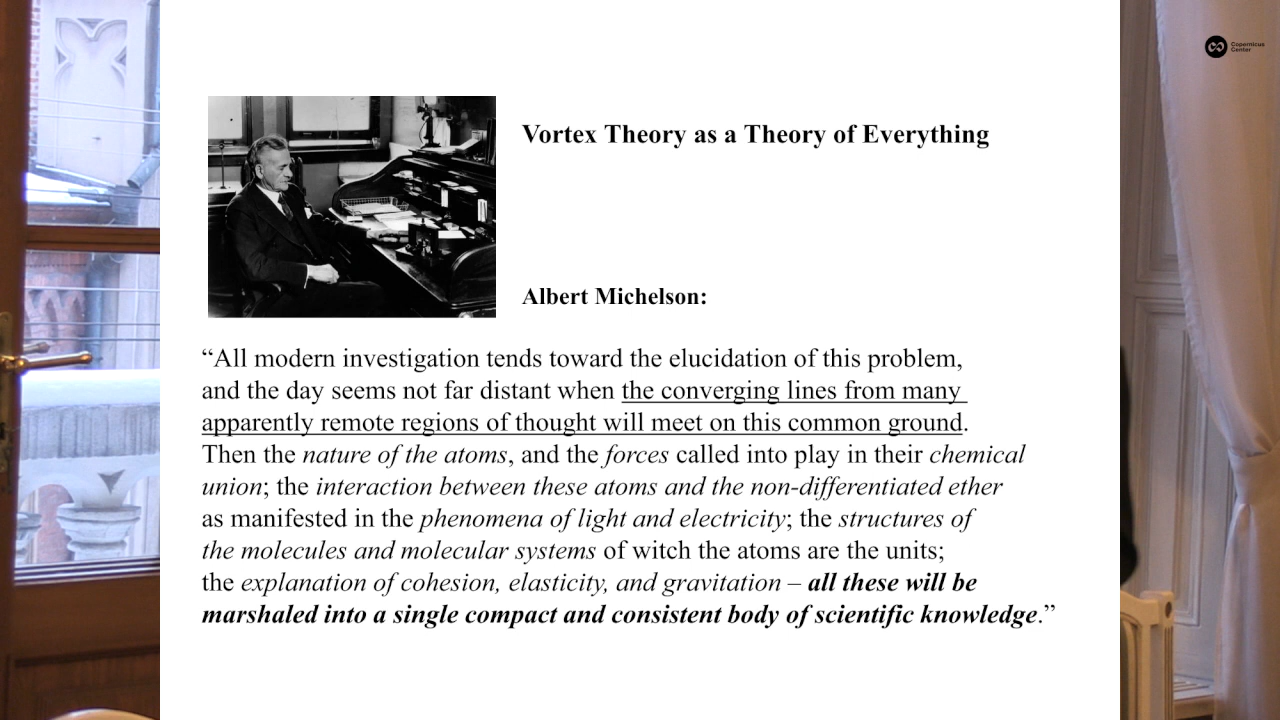 Copernicus
Center
Vortex Theory as a Theory of Everything
Albert Michelson:
“All modern investigation tends toward the elucidation of this problem,
and the day seems not far distant when the converging lines from many
apparently remote regions of thought will meet on this common ground.
Then the nature of the atoms, and the forces called into play in their chemical
union; the interaction between these atoms and the non-differentiated ether
as manifested in the phenomena of light and electricity; the structures of
the molecules and molecular systems of witch the atoms are the units;
the explanation of cohesion, elasticity, and gravitation – all these will be
marshaled into a single compact and consistent body of scientific knowledge.”